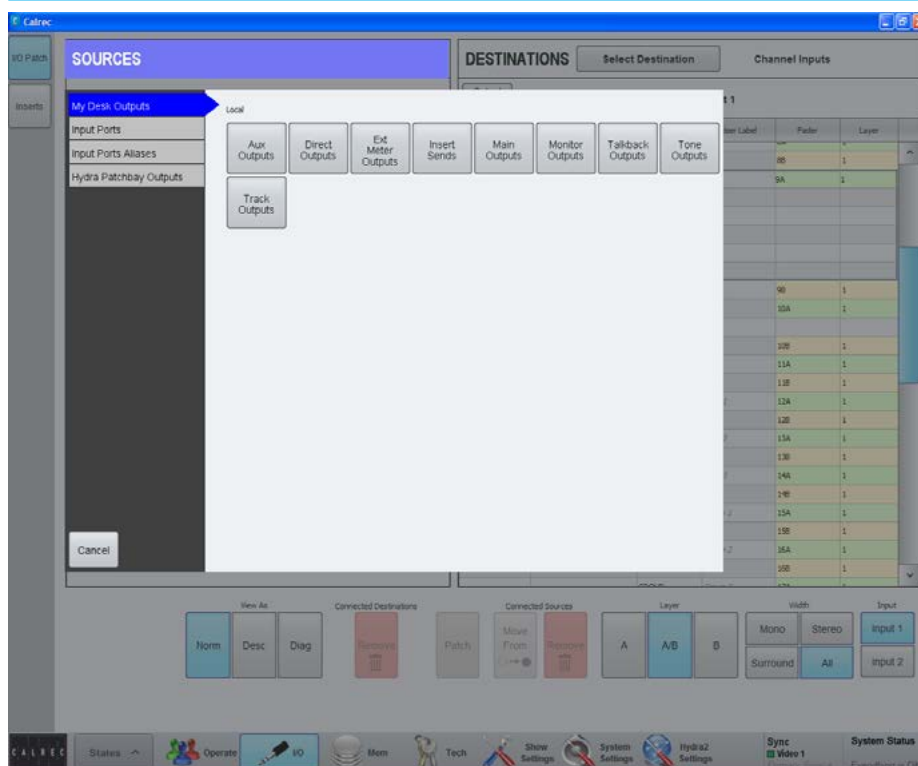 Calrec
I/O Patch
Inserts
SOURCES
DESTINATIONS
Select Destination
Channel Inputs
My Desk Outputs
Input Ports
Input Ports Aliases
Hydra Patchbay Outputs
Cancel
Local
Aux Outputs
Direct Outputs
Ext Meter Outputs
Insert Sends
Main Outputs
Monitor Outputs
Talkback Outputs
Tone Outputs
Track Outputs
Fader Layer
8B 1
9A 1
9B 1
10A 1
10B 1
11A 1
11B 1
12A 1
12B 1
13A 1
13B 1
14A 1
14B 1
15A 1
15B 1
16A 1
16B 1
View As
Norm
Desc
Diag
Connected Destinations
Remove
Patch
Connected Sources
Move From
Remove
Layer
A
A/B
B
Width
Mono
Stereo
Surround
All
Input
Input 1
Input 2
CALREC
States
Operate
I/O
Mem
Tech
Show Settings
System Settings
Hydra2 Settings
Sync
Video 1
System Status